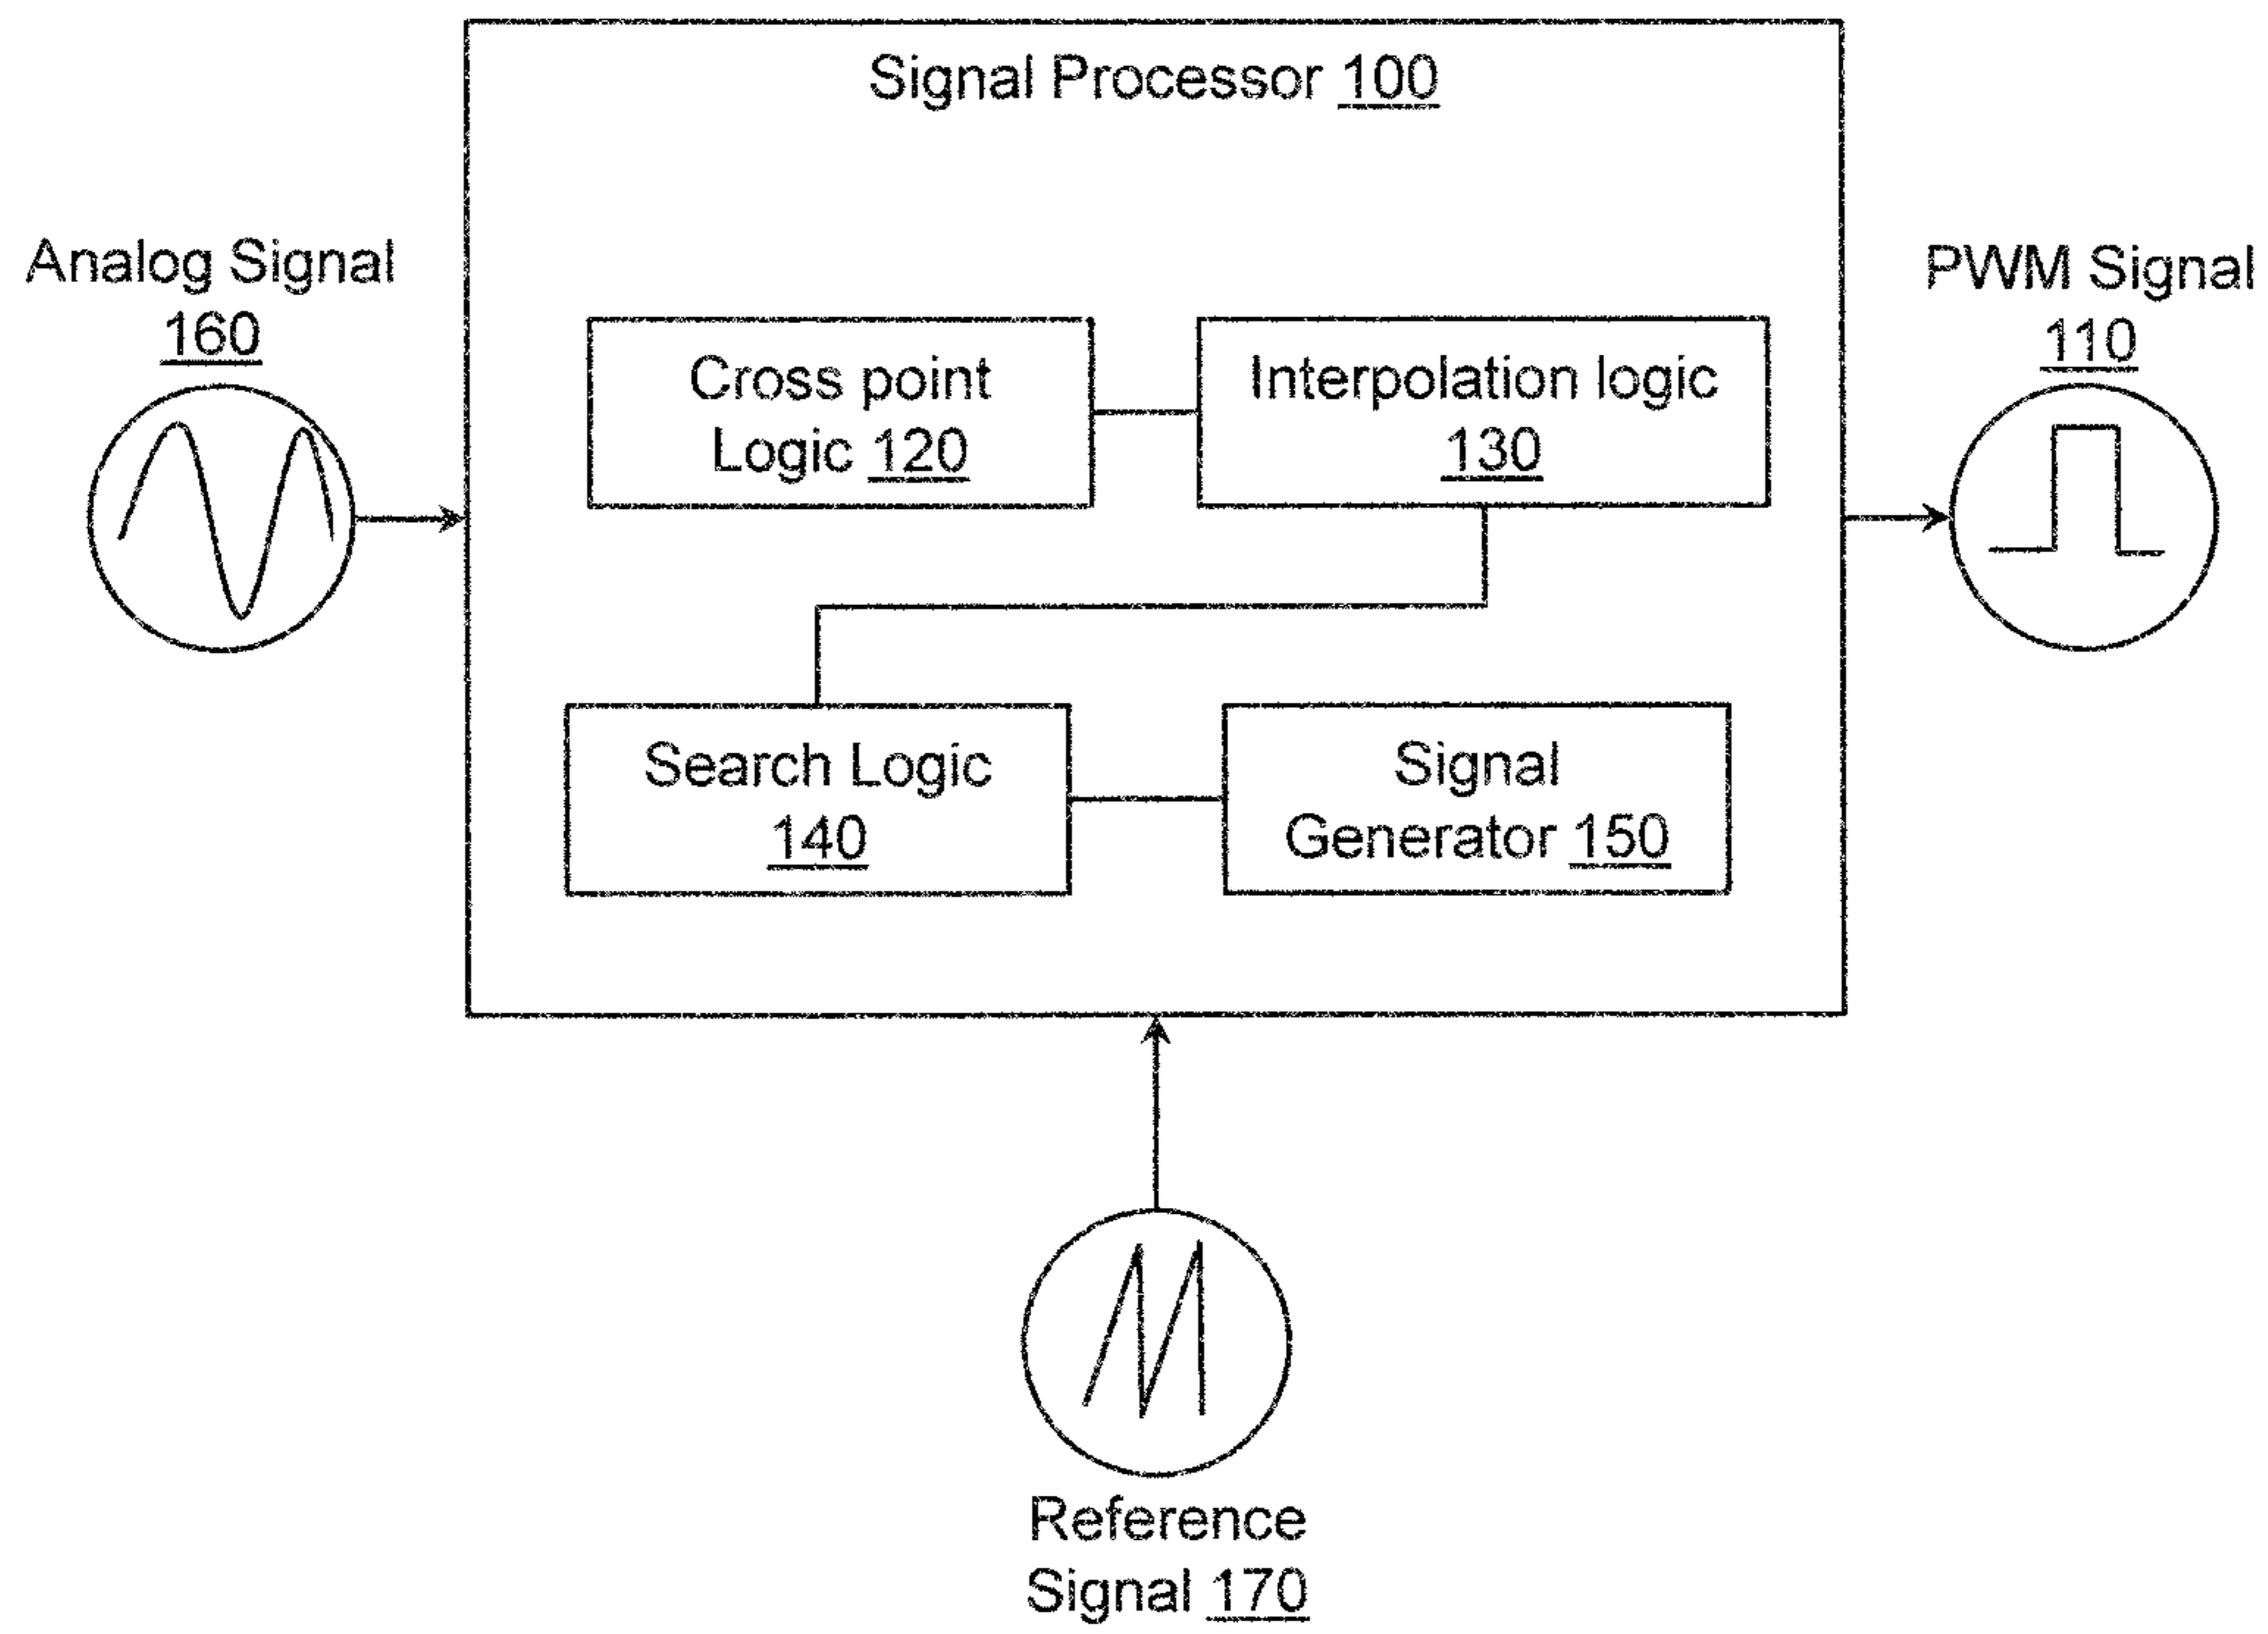 Signal Processor 100
Analog Signal
160
PWM Signal
110
Cross point
Logic 120
Interpolation logic
130
Search Logic
140
Signal
Generator 150
Reference
Signal 170